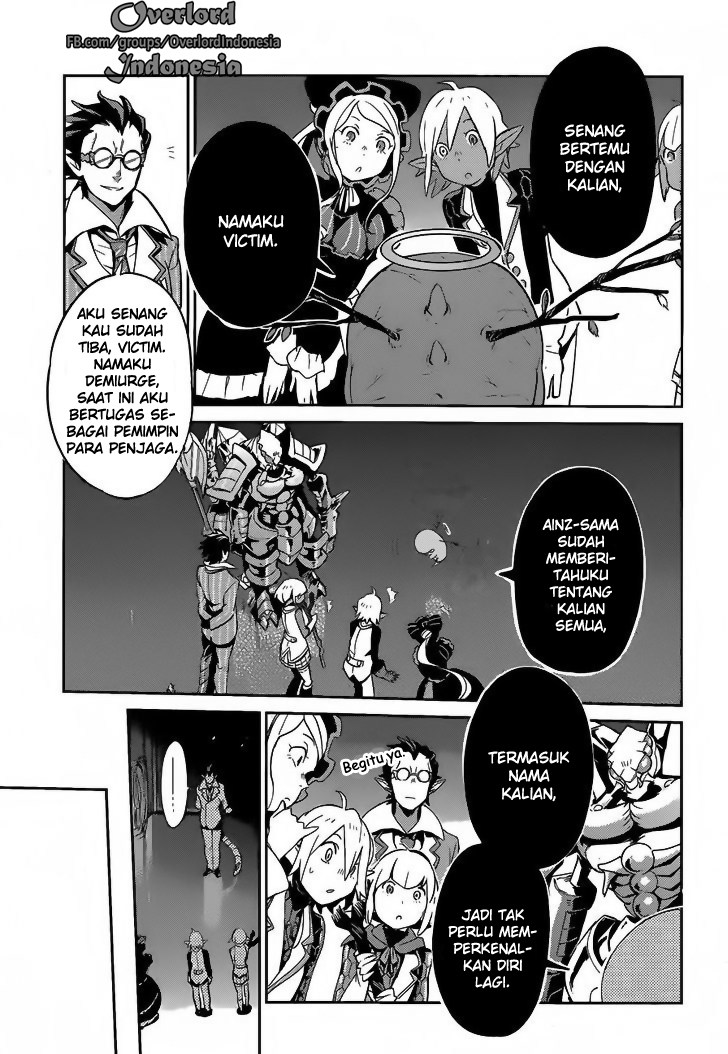 Overlord
FB.com/groups/OverlordIndonesia
Indonesia
SENANG
BERTEMU
DENGAN
KALIAN,
NAMAKU
VICTIM.
AKU SENANG
KAU SUDAH
TIBA, VICTIM.
NAMAKU
DEMIURGE,
SAAT INI AKU
BERTUGAS SE-
BAGAI PEMIMPIN
PARA PENJAGA.
AINZ-SAMA
SUDAH
MEMBERI-
TAHUKU
TENTANG
KALIAN
SEMUA,
TERMASUK
NAMA
KALIAN,
Begitu ya.
JADI TAK
PERLU MEM-
PERKENAL-
KAN DIRI
LAGI.
......